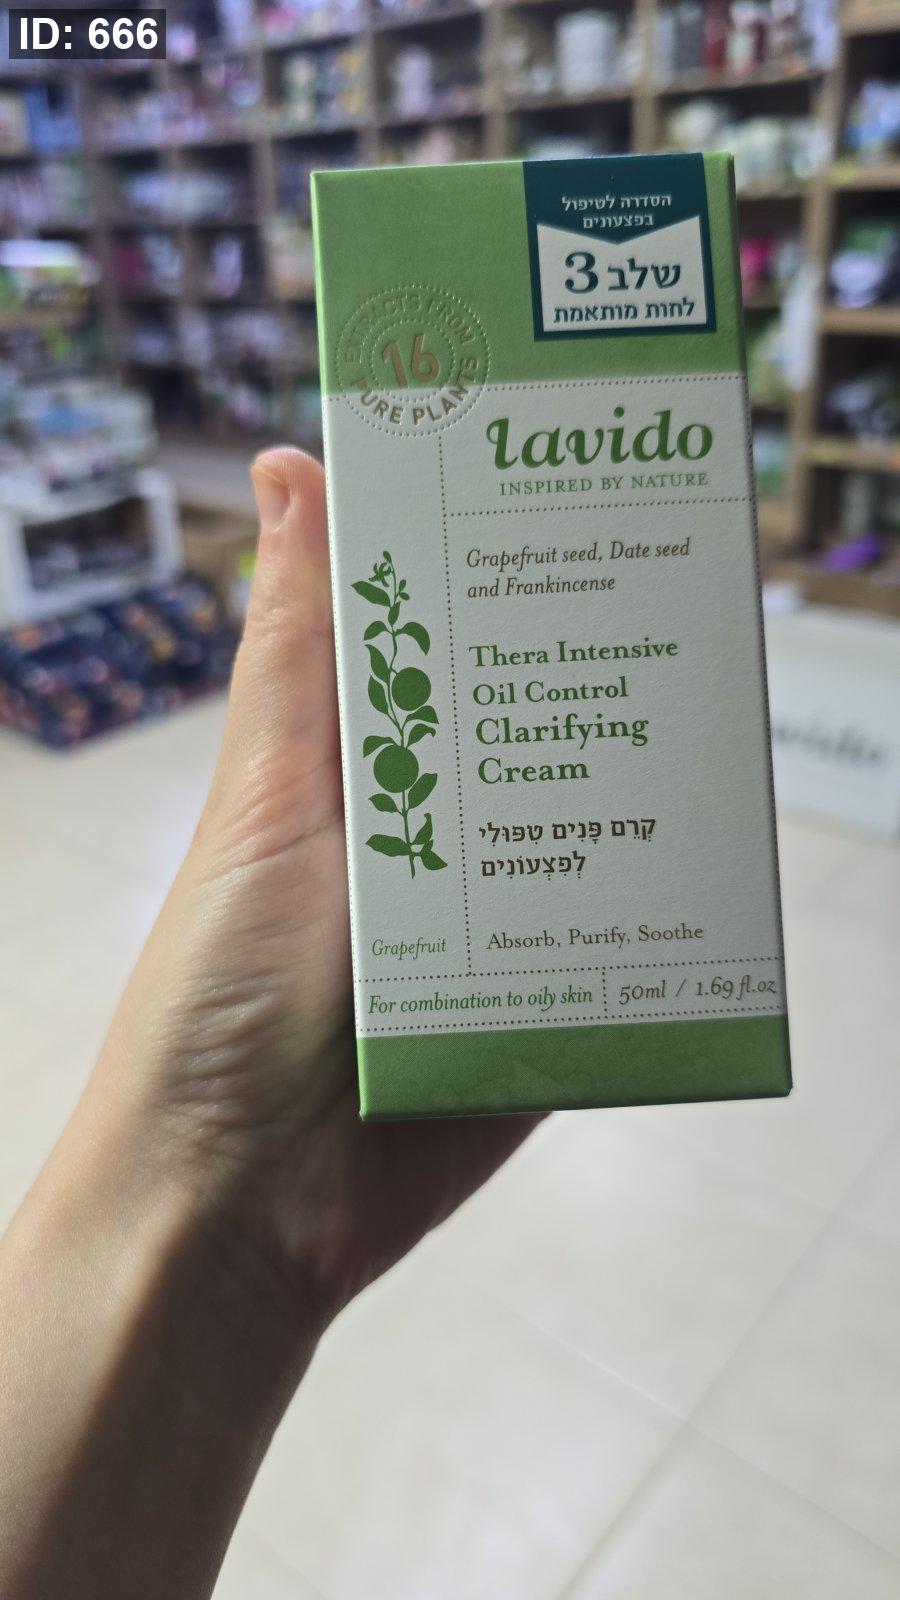 ID: 666
הסדרה לטיפול
בפצעונים
שלב 3
לחות מותאמת
EXTRACTS FROM
16
PURE PLANTS
lavido
INSPIRED BY NATURE
Grapefruit seed, Date seed
and Frankincense
Thera Intensive
Oil Control
Clarifying
Cream
קְרֵם פָּנִים טִפּוּלִי
לְפִצְעוֹנִים
Grapefruit
Absorb, Purify, Soothe
For combination to oily skin
50ml / 1.69 fl.oz